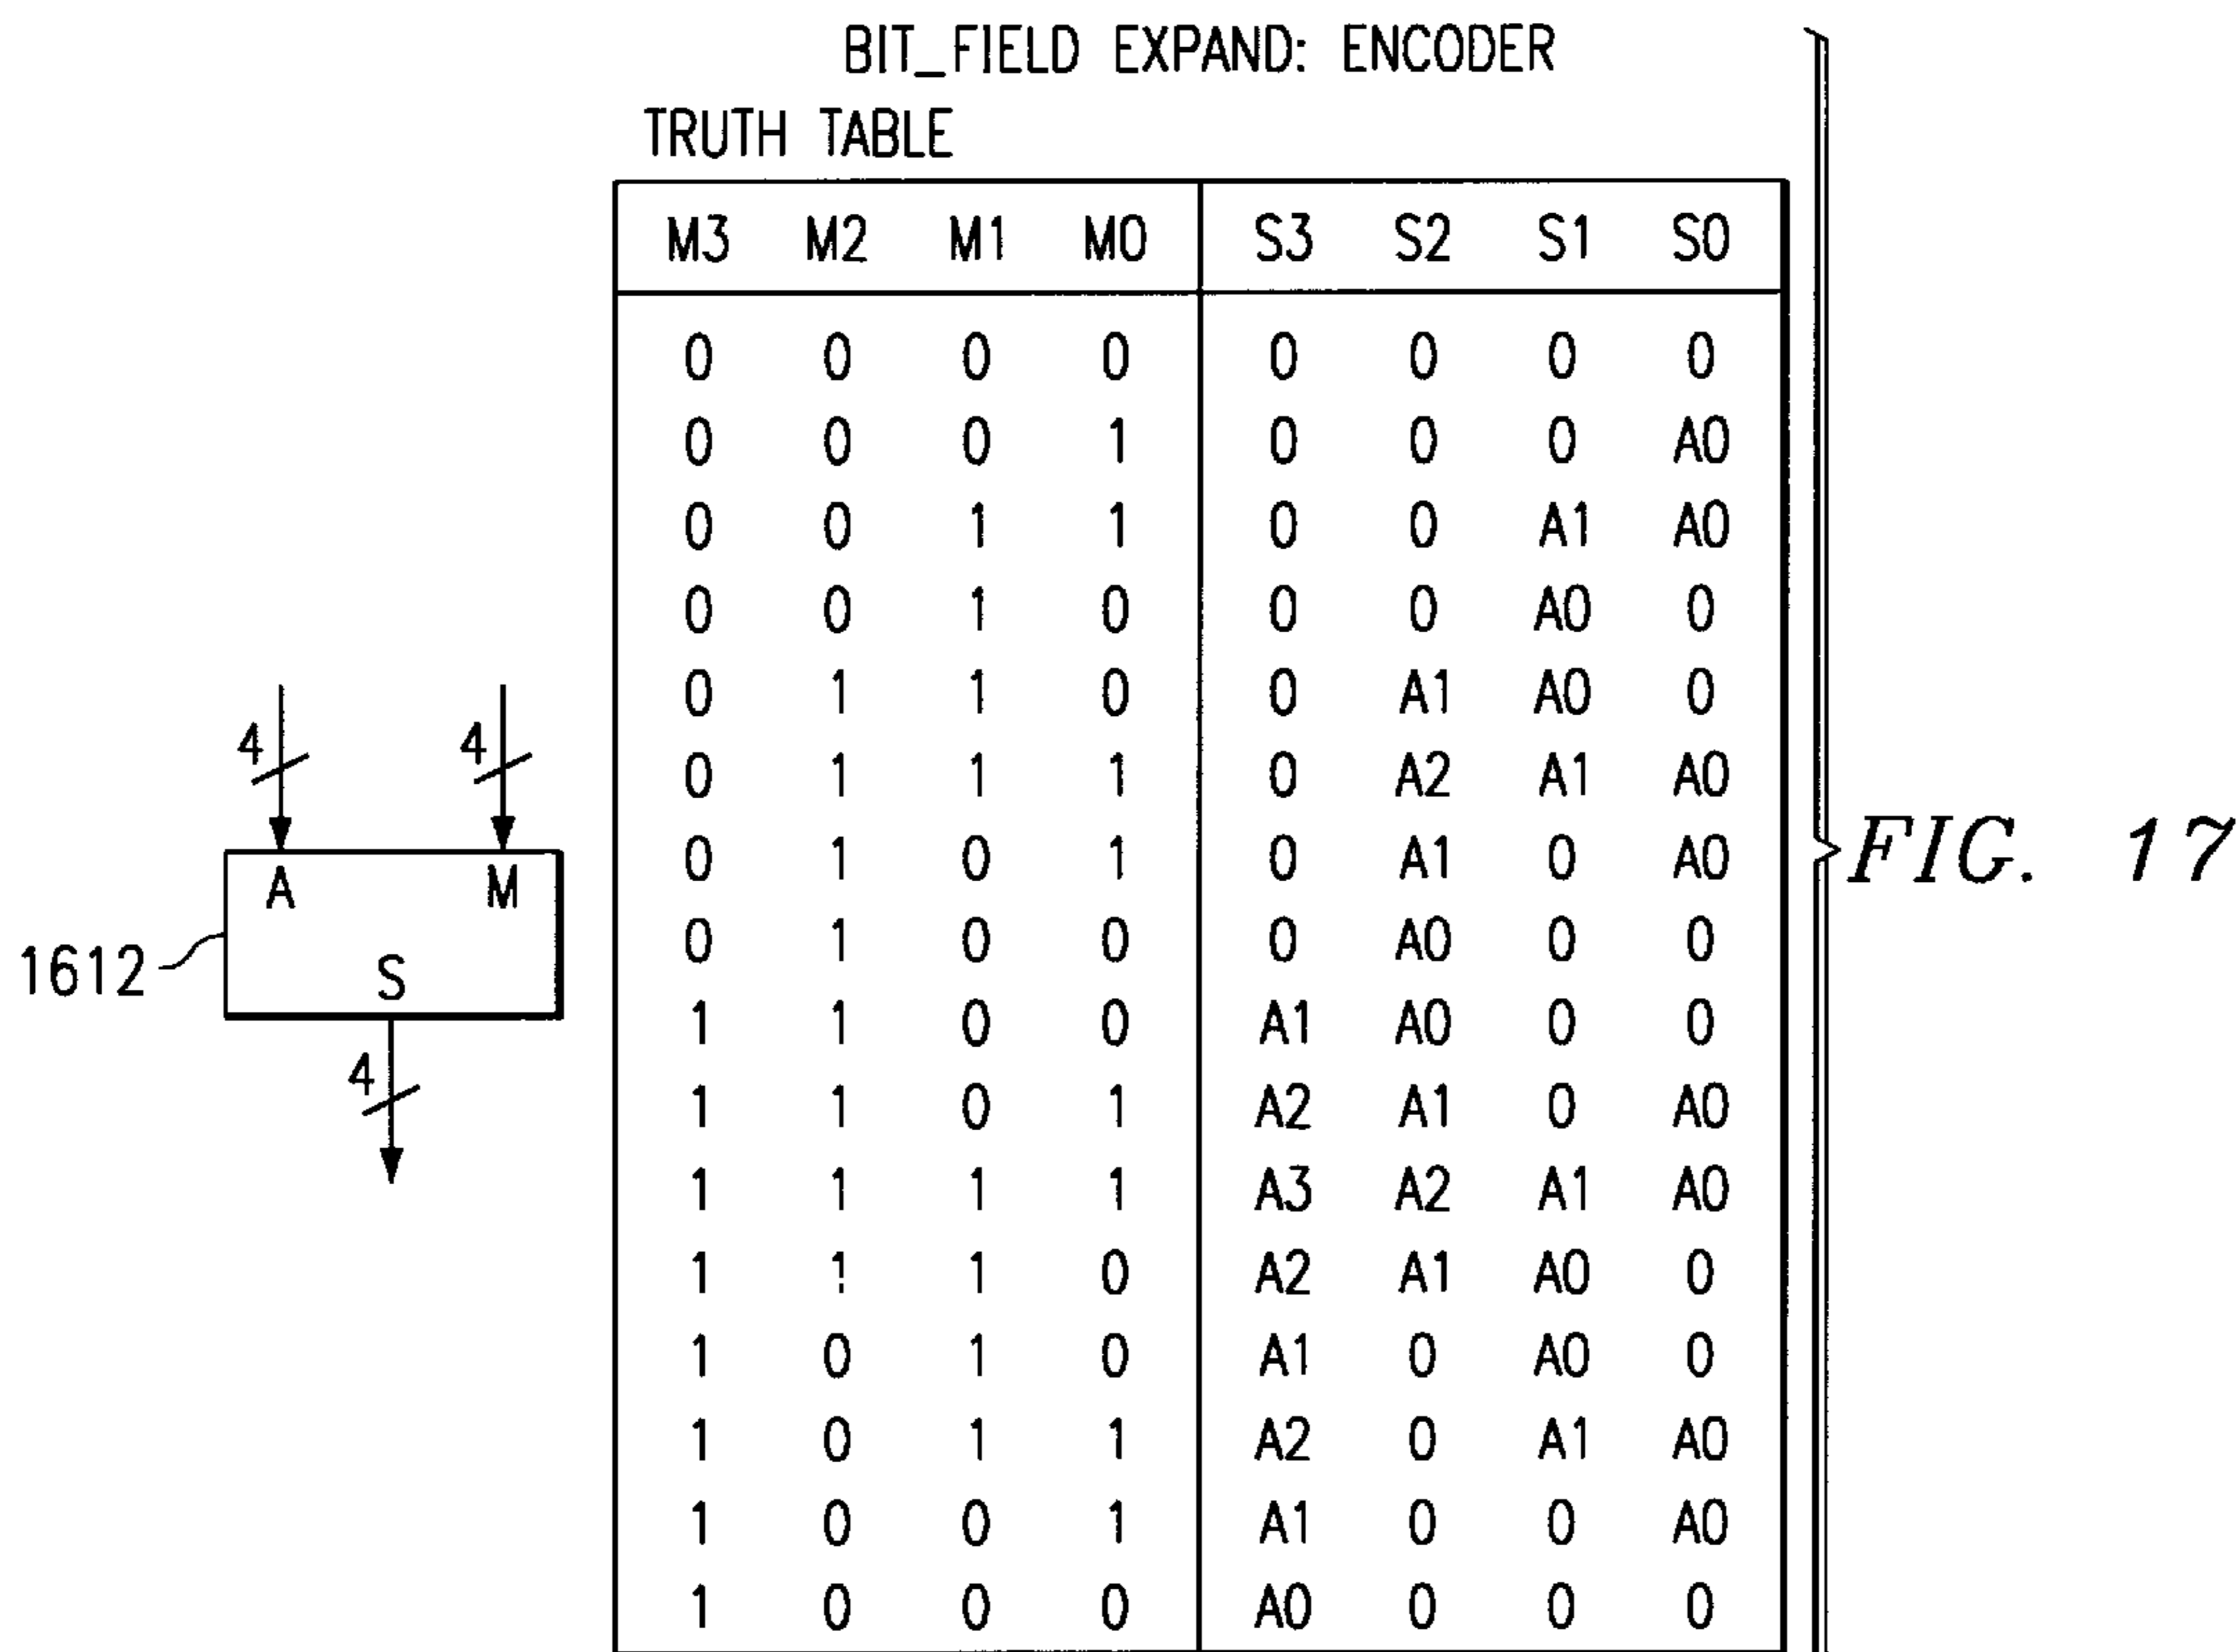 BIT_FIELD EXPAND: ENCODER
TRUTH TABLE
M3 M2 M1 M0 S3 S2 S1 S0
0 0 0 0 0 0 0 0
0 0 0 1 0 0 0 A0
0 0 1 1 0 0 A1 A0
0 0 1 0 0 0 A0 0
0 1 1 0 0 A1 A0 0
0 1 1 1 0 A2 A1 A0
0 1 0 1 0 A1 0 A0
0 1 0 0 0 A0 0 0
1 1 0 0 A1 A0 0 0
1 1 0 1 A2 A1 0 A0
1 1 1 1 A3 A2 A1 A0
1 1 1 0 A2 A1 A0 0
1 0 1 0 A1 0 A0 0
1 0 1 1 A2 0 A1 A0
1 0 0 1 A1 0 0 A0
1 0 0 0 A0 0 0 0
4 4
A M
1612
S
4
FIG. 17